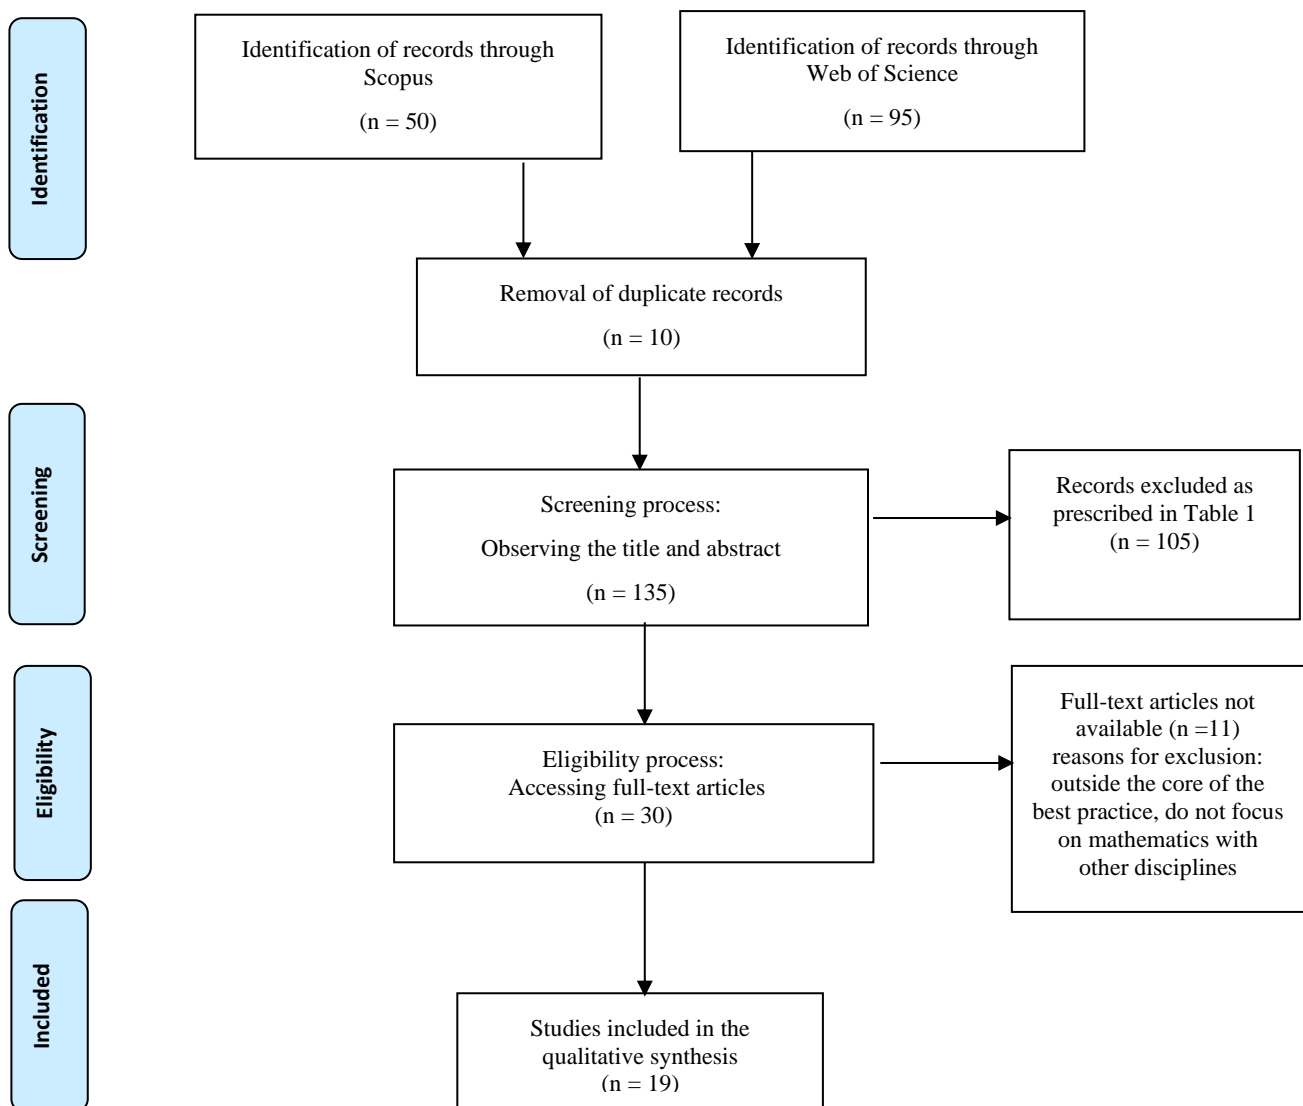 Identification
Identification of records through
Scopus
(n = 50)
Identification of records through
Web of Science
(n = 95)
Removal of duplicate records
(n = 10)
Screening
Screening process:
Observing the title and abstract
(n = 135)
Records excluded as
prescribed in Table 1
(n = 105)
Eligibility
Eligibility process:
Accessing full-text articles
(n = 30)
Full-text articles not
available (n =11)
reasons for exclusion:
outside the core of the
best practice, do not focus
on mathematics with
other disciplines
Included
Studies included in the
qualitative synthesis
(n = 19)